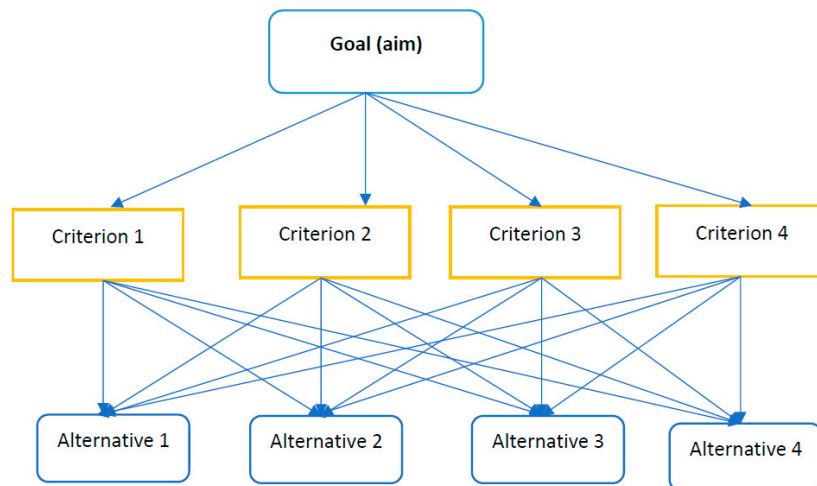 Goal (aim)
Criterion 1
Criterion 2
Criterion 3
Criterion 4
Alternative 1
Alternative 2
Alternative 3
Alternative 4